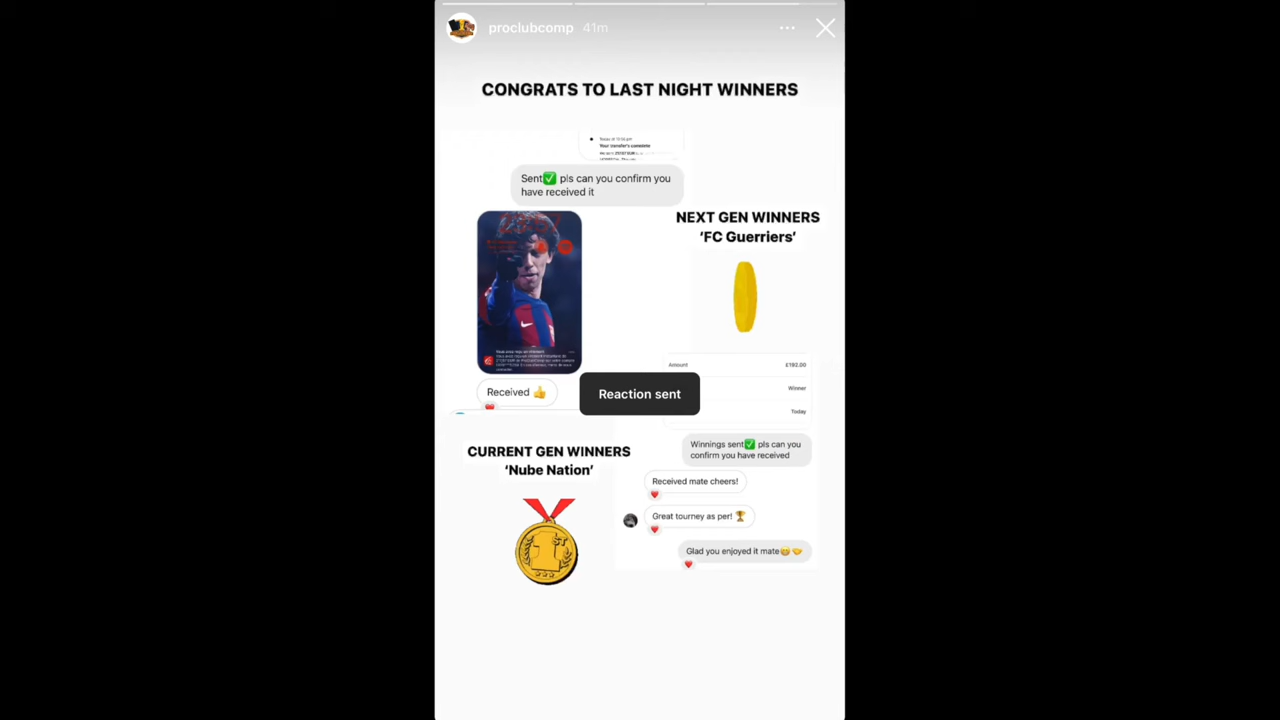 proclubcomp 41m
CONGRATS TO LAST NIGHT WINNERS
Your transfer's complete
Sent✅ pls can you confirm you
have received it
NEXT GEN WINNERS
‘FC Guerriers’
Received 👍
Amount £192.00
Winner
Today
Reaction sent
Winnings sent✅ pls can you
confirm you have received
CURRENT GEN WINNERS
‘Nube Nation’
Received mate cheers!
Great tourney as per! 🏆
Glad you enjoyed it mate😁🤝
1ST